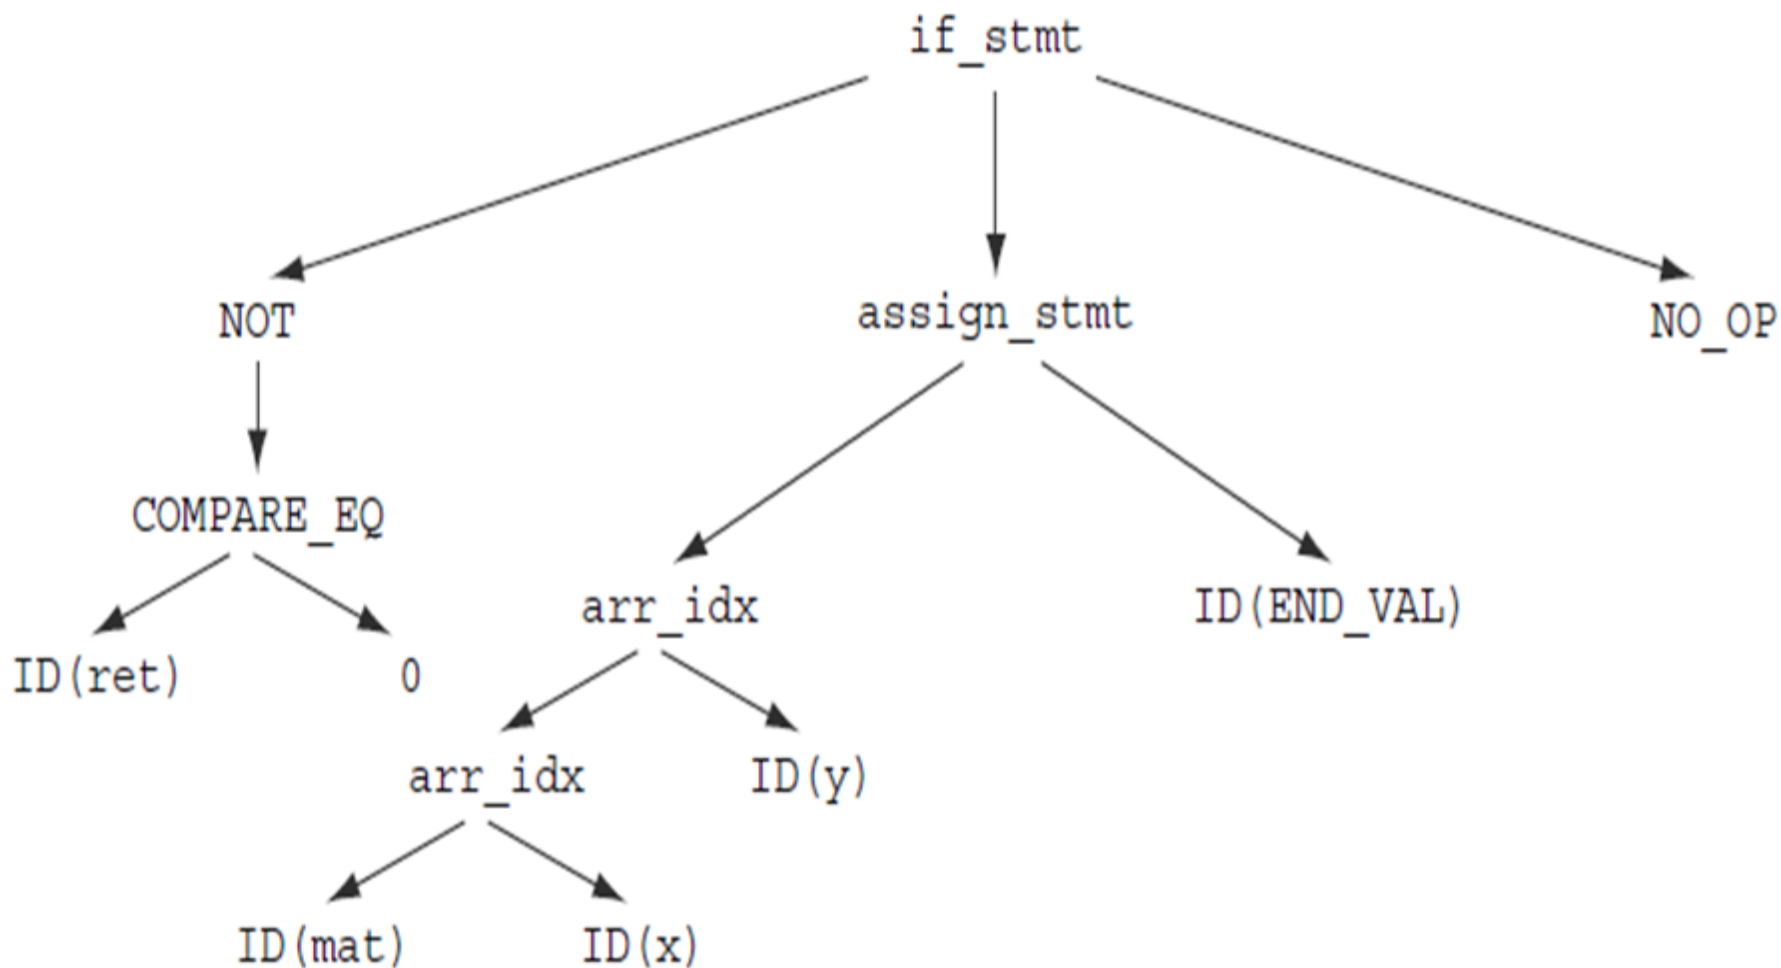 if_stmt
NOT
assign_stmt
NO_OP
COMPARE_EQ
ID(ret)
0
arr_idx
ID(END_VAL)
arr_idx
ID(y)
ID(mat)
ID(x)